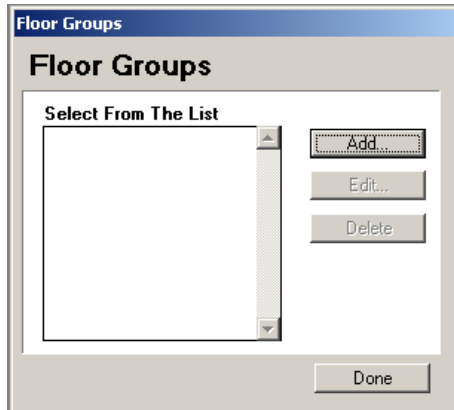 Floor Groups
Floor Groups
Select From The List
Add...
Edit...
Delete
Done